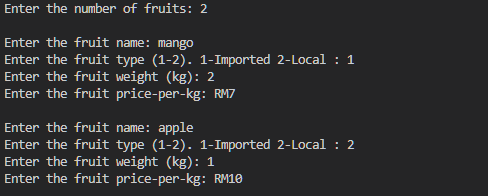 Enter the number of fruits: 2
Enter the fruit name: mango
Enter the fruit type (1-2). 1-Imported 2-Local : 1
Enter the fruit weight (kg): 2
Enter the fruit price-per-kg: RM7
Enter the fruit name: apple
Enter the fruit type (1-2). 1-Imported 2-Local : 2
Enter the fruit weight (kg): 1
Enter the fruit price-per-kg: RM10